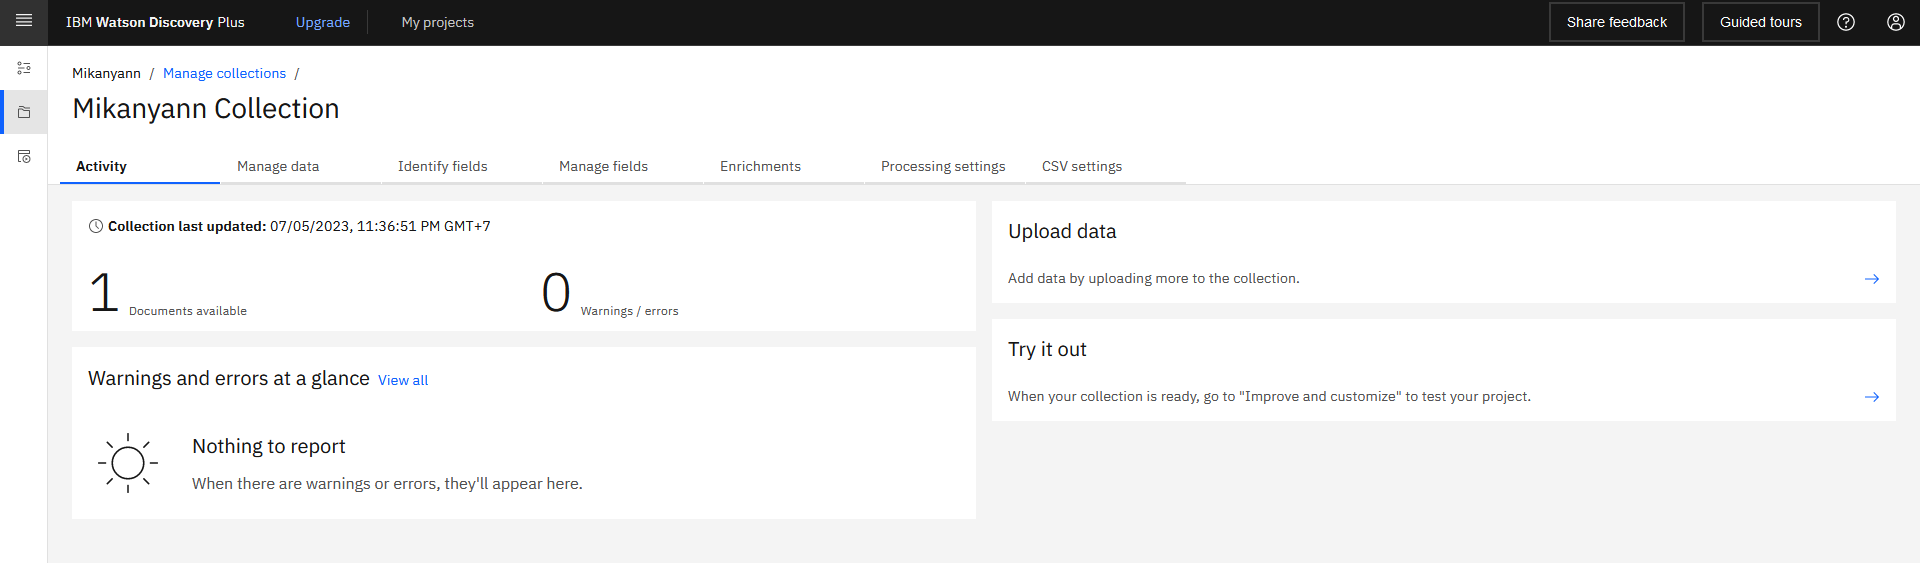 IBM Watson Discovery Plus
Upgrade
My projects
Share feedback
Guided tours
Mikanyann / Manage collections /
Mikanyann Collection
Activity
Manage data
Identify fields
Manage fields
Enrichments
Processing settings
CSV settings
Collection last updated: 07/05/2023, 11:36:51 PM GMT+7
1 Documents available
0 Warnings / errors
Warnings and errors at a glance View all
Nothing to report
When there are warnings or errors, they'll appear here.
Upload data
Add data by uploading more to the collection.
Try it out
When your collection is ready, go to "Improve and customize" to test your project.